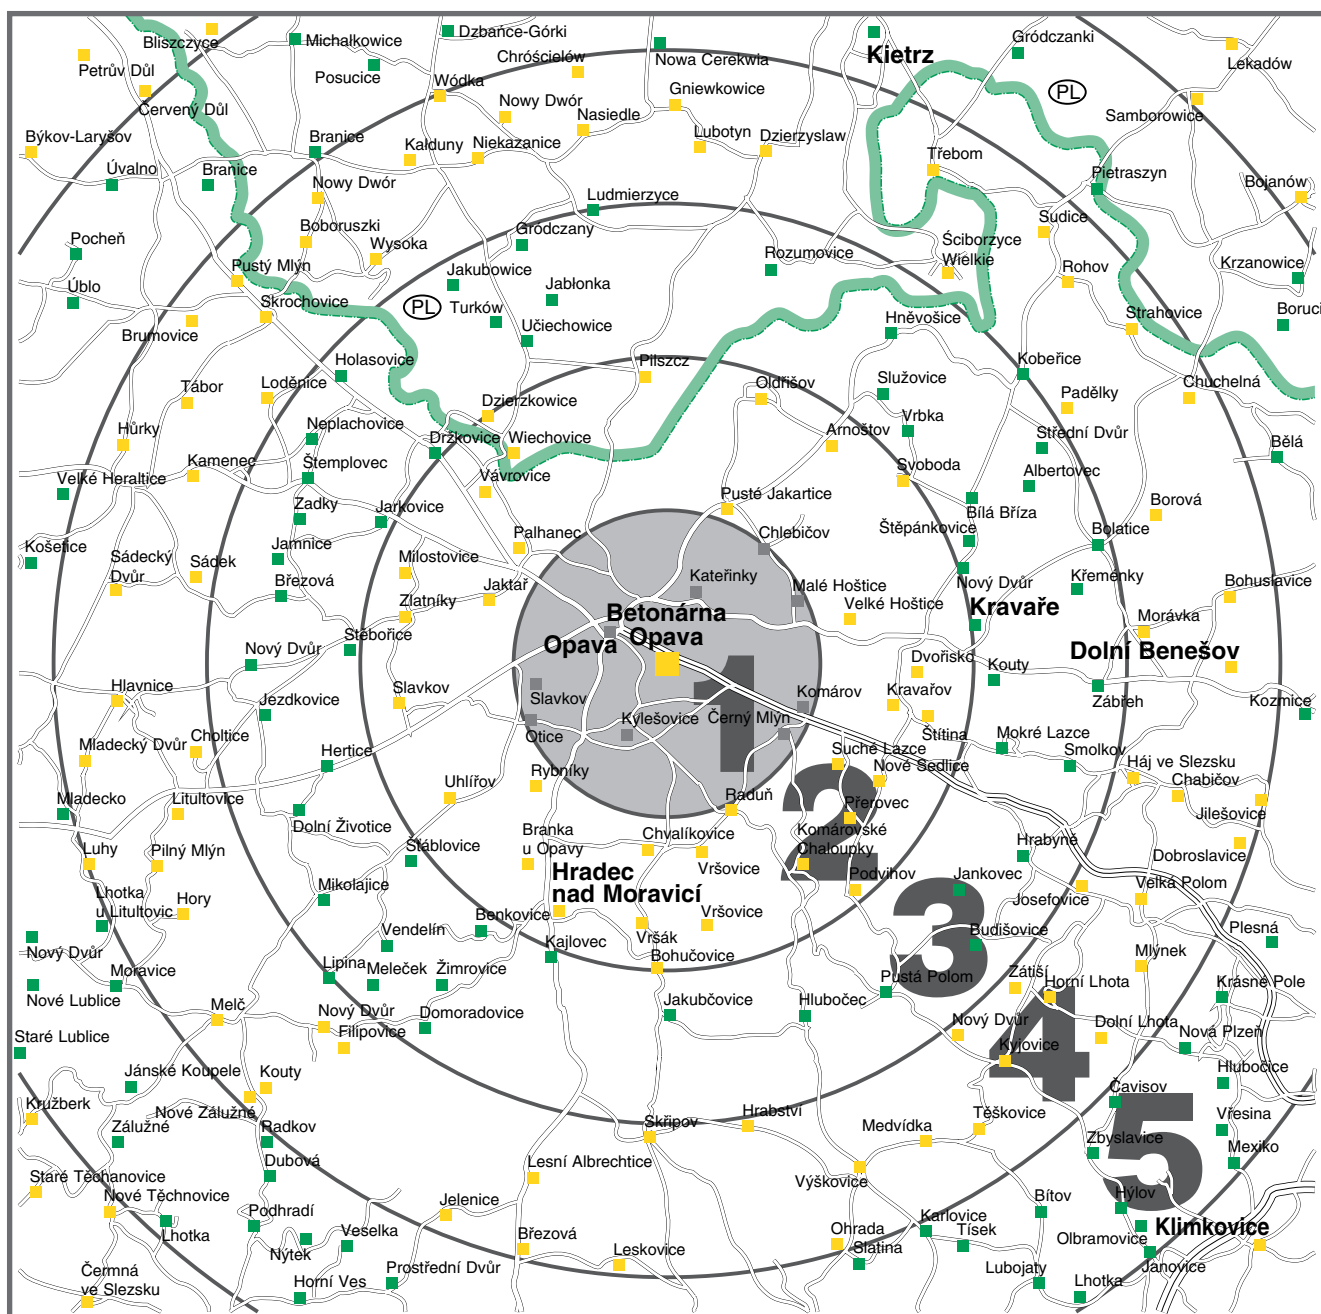 Bliszczyce
Michałkowice
Dzbańce-Górki
Gródczanki
Petrův Důl
Posucice
Chróścielów
Nowa Cerekwia
Kietrz
Lekadów
Wódka
Gniewkowice
PL
Červený Důl
Nowy Dwór
Nasiedle
Samborowice
Býkov-Laryšov
Branice
Kałduny
Niekazanice
Lubotyn
Dzierzyslaw
Třebom
Úvalno
Branice
Nowy Dwór
Pietraszyn
Bojanów
Ludmierzyce
Boboruszki
Wysoka
Gródczany
Sudice
Pocheň
Rozumovice
Ściborzyce
Wielkie
Pustý Mlýn
Jakubowice
Jabłonka
Rohov
Krzanowice
Úblo
Skrochovice
PL
Turków
Učiechowice
Hněvošice
Strahovice
Borucin
Brumovice
Holasovice
Pilszcz
Kobeřice
Tábor
Loděnice
Oldřišov
Služovice
Padělky
Chuchelná
Dzierzkowice
Neplachovice
Držkovice
Wiechovice
Arnoštov
Vrbka
Střední Dvůr
Bělá
Hůrky
Kamenec
Štemplovec
Svoboda
Albertovec
Velké Heraltice
Vávrovice
Pusté Jakartice
Borová
Zadky
Jarkovice
Bílá Bříza
Košetice
Jamnice
Palhanec
Chlebičov
Štěpánkovice
Bolatice
Sádecký
Dvůr
Sádek
Milostovice
Březová
Jaktář
Kateřinky
Malé Hoštice
Nový Dvůr
Křeménky
Bohuslavice
Zlatníky
Betonárna
Opava
Velké Hoštice
Kravaře
Morávka
Stěbořice
Opava
Dolní Benešov
Nový Dvůr
Dvořisko
Kouty
Hlavnice
Jezdkovice
Slavkov
Slavkov
1
Komárov
Kravařov
Zábřeh
Kozmice
Otice
Kylešovice
Černý Mlýn
Štítina
Mokré Lazce
Mladecký Dvůr
Choltice
Hertice
Suché Lazce
Smolkov
Háj ve Slezsku
Uhlířov
Rybníky
2
Nové Sedlice
Chabičov
Mladecko
Litultovice
Raduň
Přerovec
Jilešovice
Dolní Životice
Branka
u Opavy
Chvalíkovice
Komárovské
Chaloupky
Hrabyně
Luhy
Pilný Mlýn
Štáblovice
Vršovice
Dobroslavice
Lhotka
u Litultovic
Hory
Mikolajice
Hradec
nad Moravicí
Podvihov
Jankovec
3
Josefovice
Velká Polom
Vendelín
Benkovice
Vršovice
Vršák
Budišovice
Plesná
Nový Dvůr
Moravice
Lipina
Meleček
Žimrovice
Kajlovec
Bohučovice
Pustá Polom
Mlýnek
Zátiší
Horní Lhota
Krásné Pole
Nové Lublice
Melč
Nový Dvůr
Filipovice
Domoradovice
Jakubčovice
Hlubočec
4
Nový Dvůr
Dolní Lhota
Nová Plzeň
Staré Lublice
Kyjovice
Jánské Koupele
Kouty
Čavisov
Hlubočice
Kružberk
Nové Zálužné
5
Zálužné
Radkov
Skřipov
Hrabství
Medvídka
Těškovice
Vřesina
Zbyslavice
Mexiko
Staré Těchanovice
Dubová
Lesní Albrechtice
Výškovice
Nové Těchnovice
Lhotka
Podhradí
Jelenice
Bítov
Hýlov
Klimkovice
Nýtek
Veselka
Březová
Ohrada
Karlovice
Tísek
Olbramovice
Leskovice
Slatina
Čermná
ve Slezsku
Horní Ves
Prostřední Dvůr
Lubojaty
Janovice
Lhotka